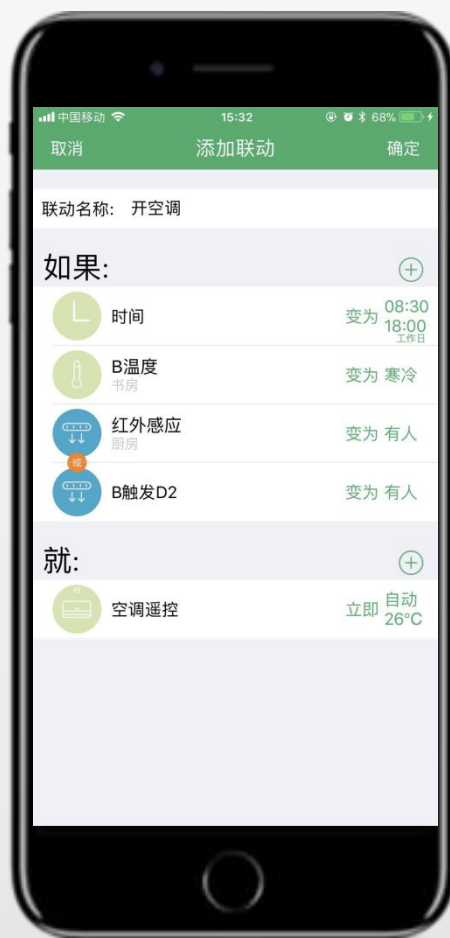 中国移动 15:32 68%
取消 添加联动 确定
联动名称: 开空调
如果:
时间 变为 08:30
18:00
工作日
B温度 变为 寒冷
书房
红外感应 变为 有人
厨房
或
B触发D2 变为 有人
就:
空调遥控 立即 自动
26°C